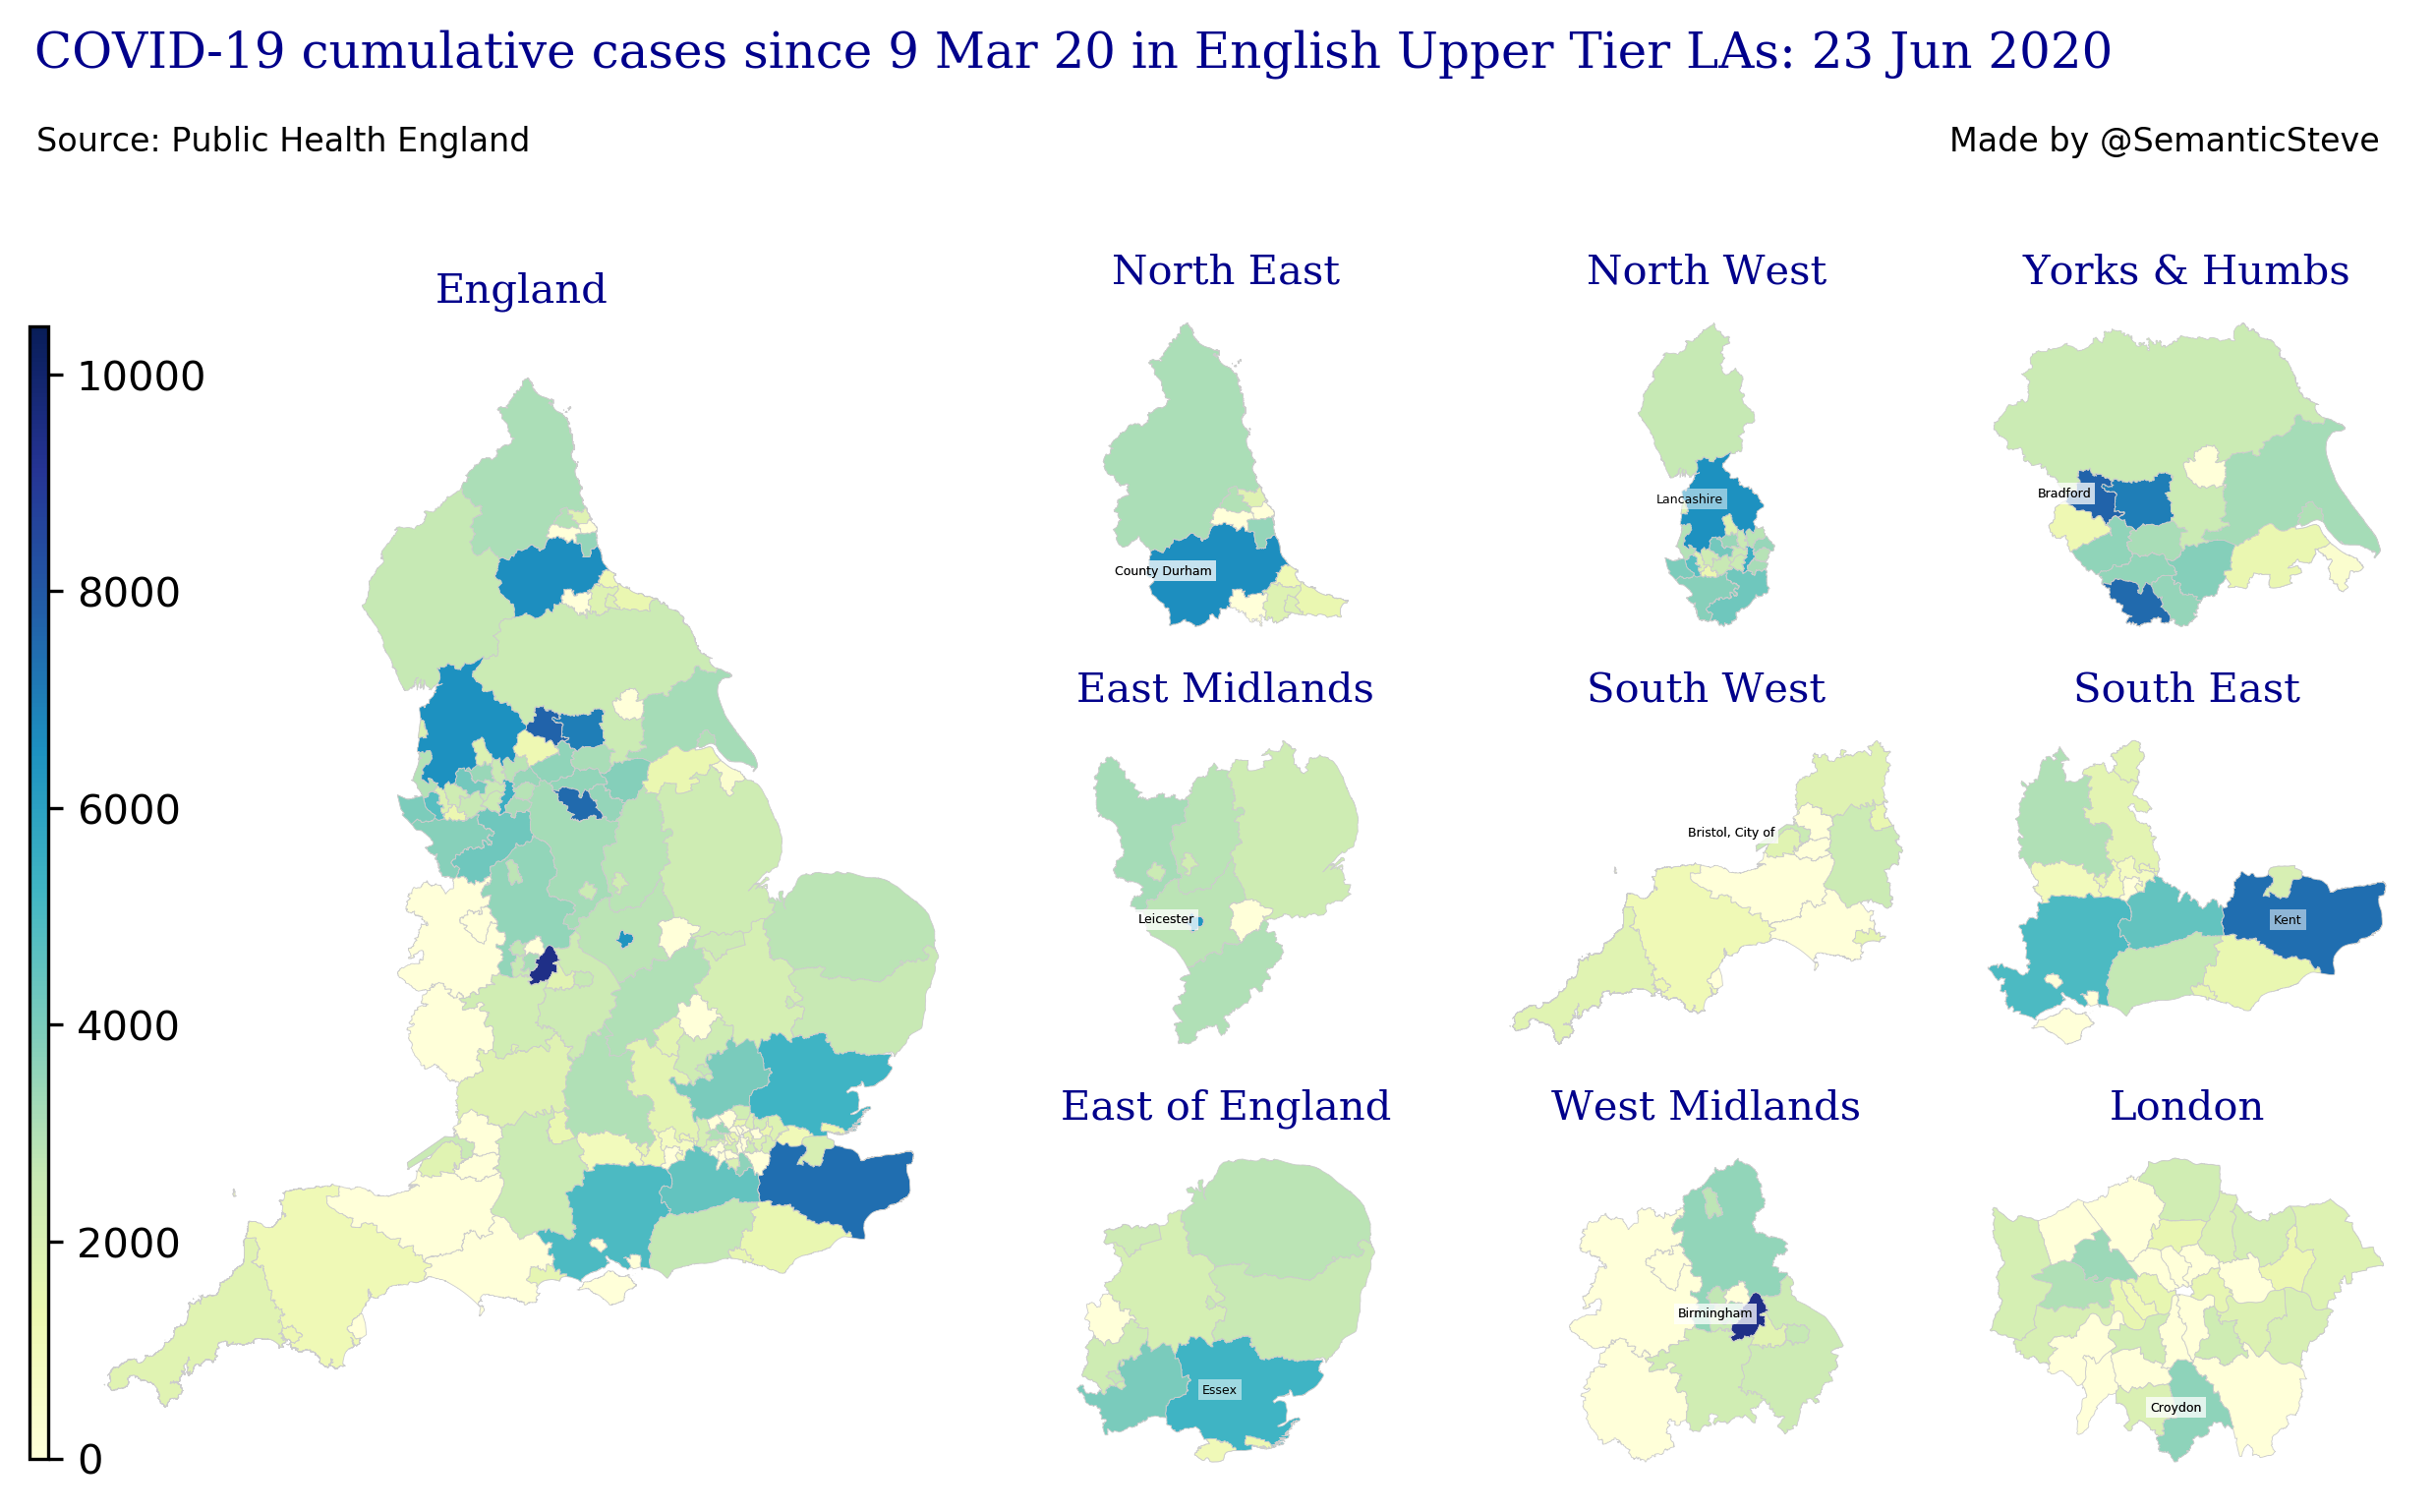 COVID-19 cumulative cases since 9 Mar 20 in English Upper Tier LAs: 23 Jun 2020
Source: Public Health England
Made by @SemanticSteve
England
10000
8000
6000
4000
2000
0
North East
County Durham
North West
Lancashire
Yorks & Humbs
Bradford
East Midlands
Leicester
South West
Bristol, City of
South East
Kent
East of England
Essex
West Midlands
Birmingham
London
Croydon